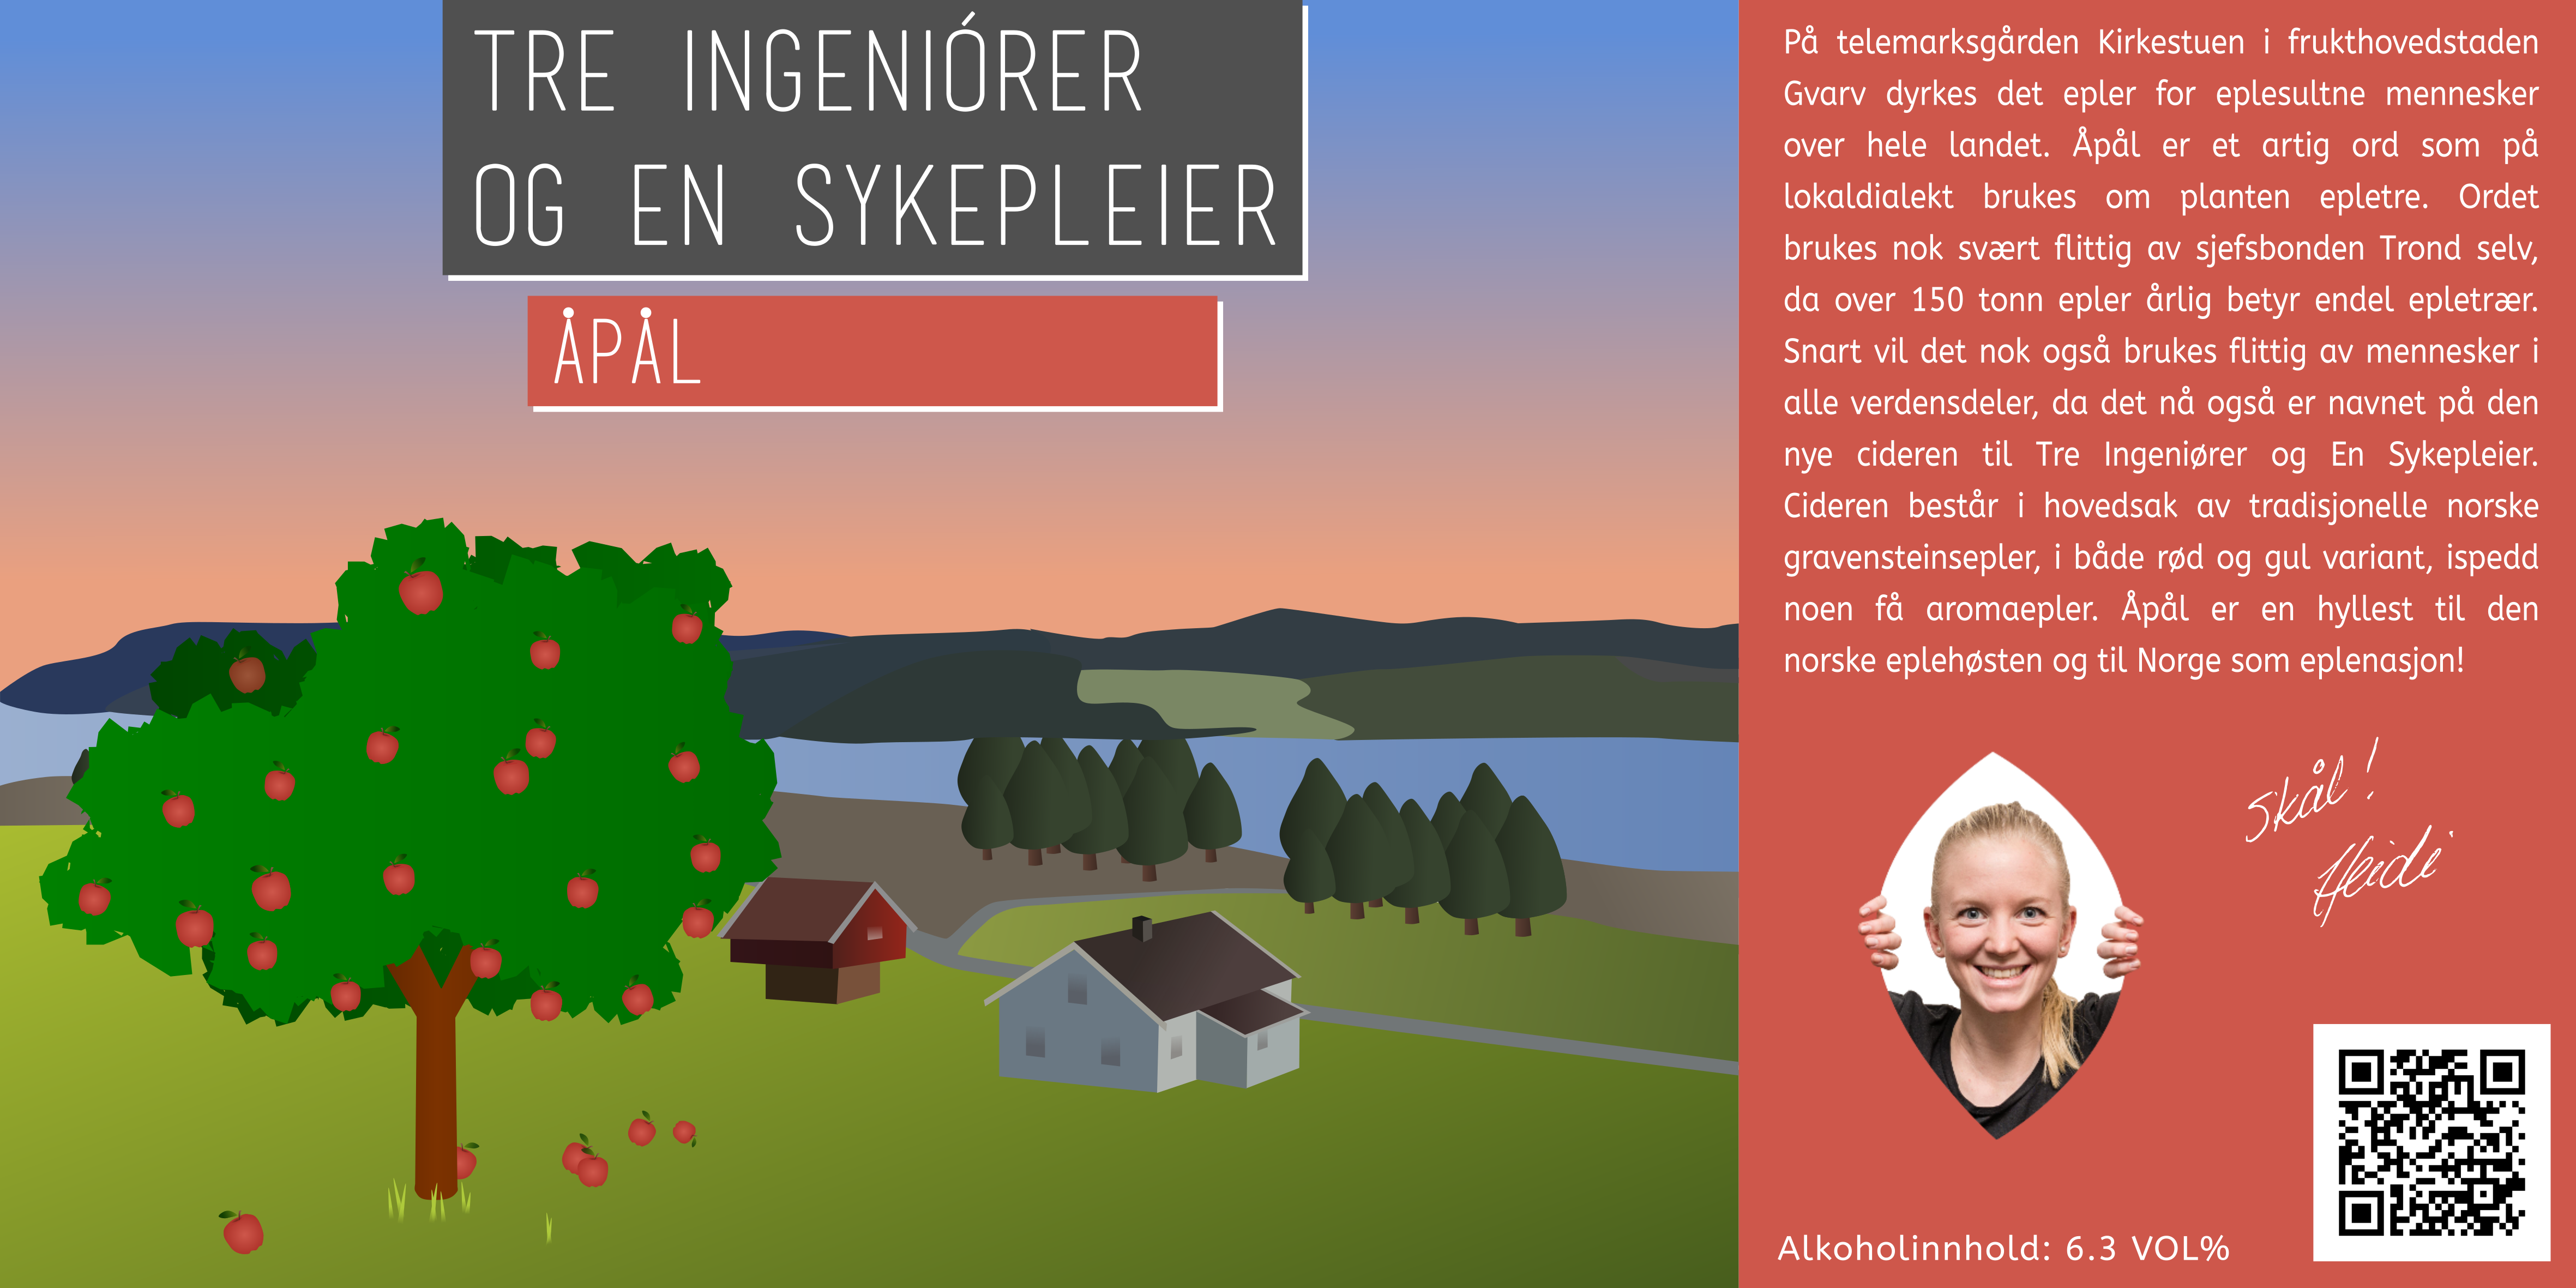 TRE INGENIÓRER
OG EN SYKEPLEIER
ÅPÅL
På telemarksgården Kirkestuen i frukthovedstaden
Gvarv dyrkes det epler for eplesultne mennesker
over hele landet. Åpål er et artig ord som på
lokaldialekt brukes om planten epletre. Ordet
brukes nok svært flittig av sjefsbonden Trond selv,
da over 150 tonn epler årlig betyr endel epletrær.
Snart vil det nok også brukes flittig av mennesker i
alle verdensdeler, da det nå også er navnet på den
nye cideren til Tre Ingeniører og En Sykepleier.
Cideren består i hovedsak av tradisjonelle norske
gravensteinsepler, i både rød og gul variant, ispedd
noen få aromaepler. Åpål er en hyllest til den
norske eplehøsten og til Norge som eplenasjon!
Skål!
Heidi
Alkoholinnhold: 6.3 VOL%